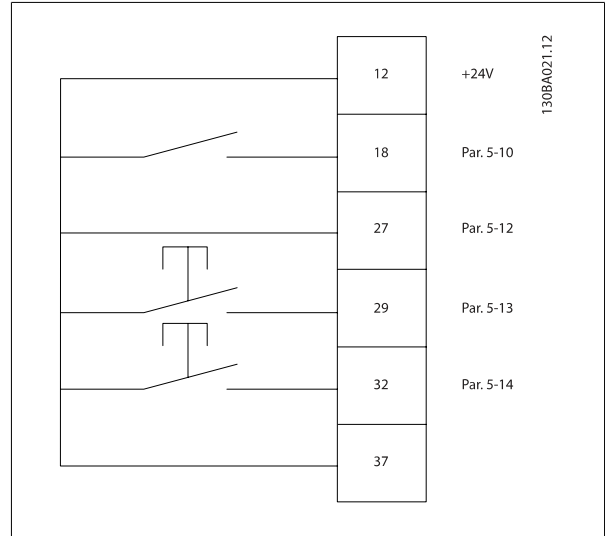 12 +24V
18 Par. 5-10
27 Par. 5-12
29 Par. 5-13
32 Par. 5-14
37
130BA021.12